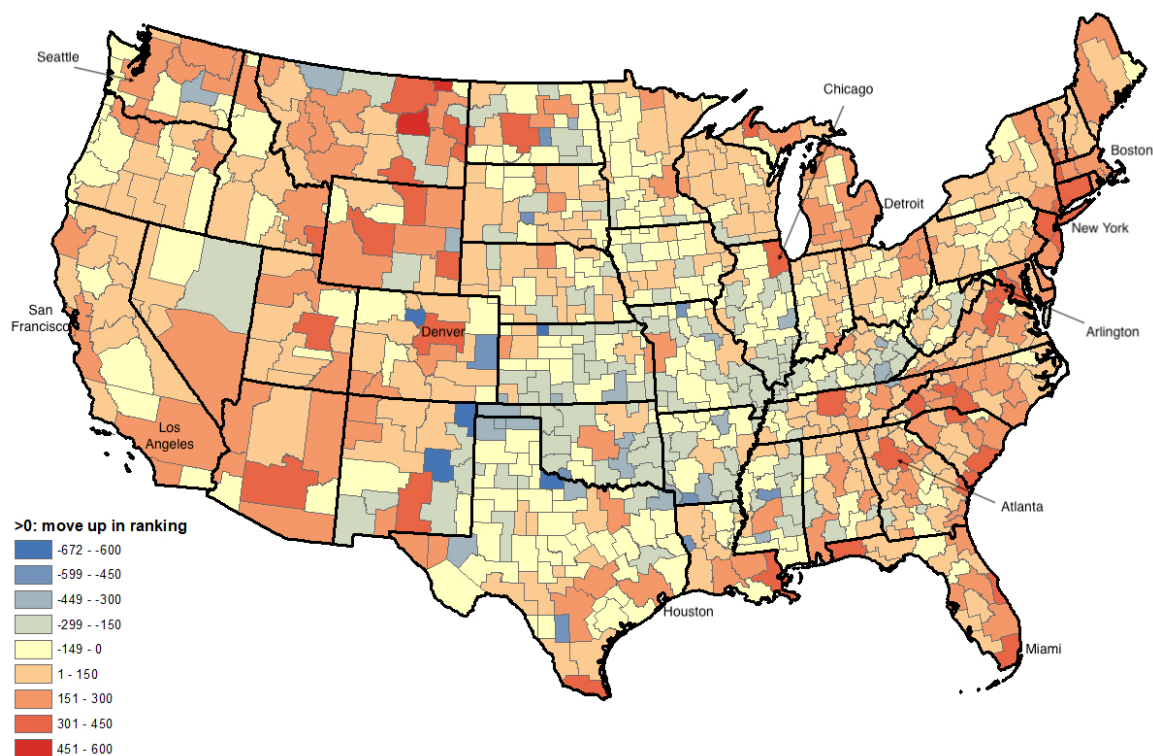 Seattle
Chicago
Boston
Detroit
New York
San
Francisco
Denver
Arlington
Los
Angeles
Atlanta
>0: move up in ranking
-672 - -600
-599 - -450
-449 - -300
-299 - -150
-149 - 0
1 - 150
151 - 300
301 - 450
451 - 600
Houston
Miami